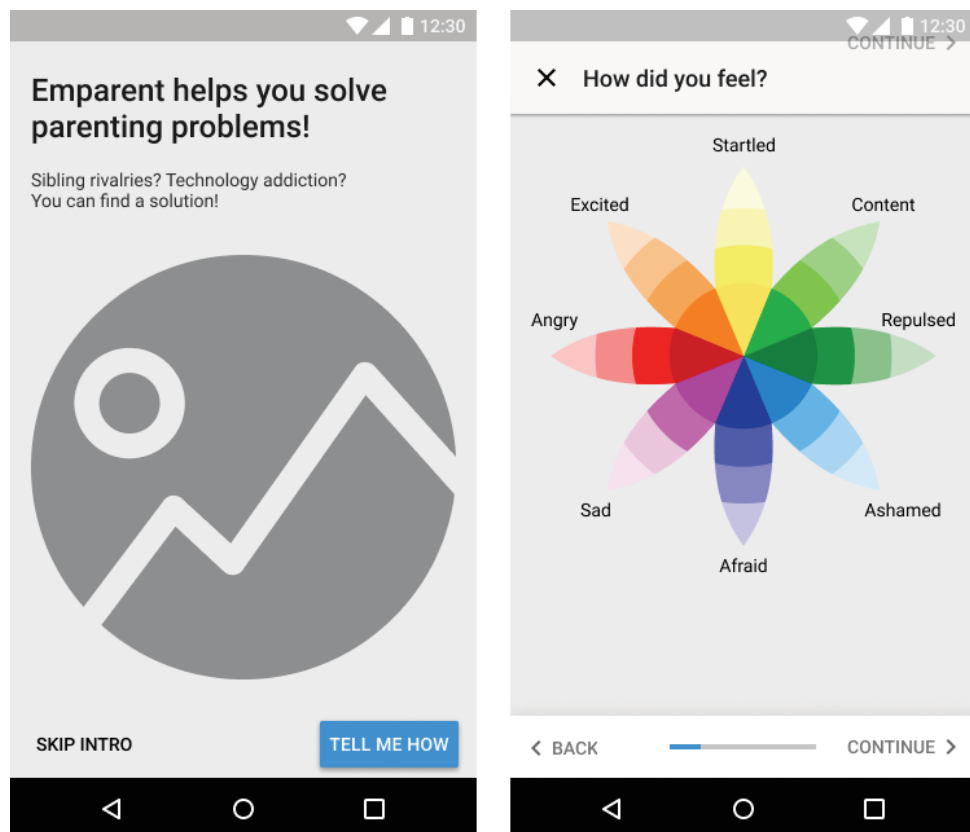 12:30
Emparent helps you solve
parenting problems!
Sibling rivalries? Technology addiction?
You can find a solution!
SKIP INTRO
TELL ME HOW
12:30
CONTINUE
How did you feel?
Startled
Excited
Content
Angry
Repulsed
Sad
Ashamed
Afraid
BACK
CONTINUE